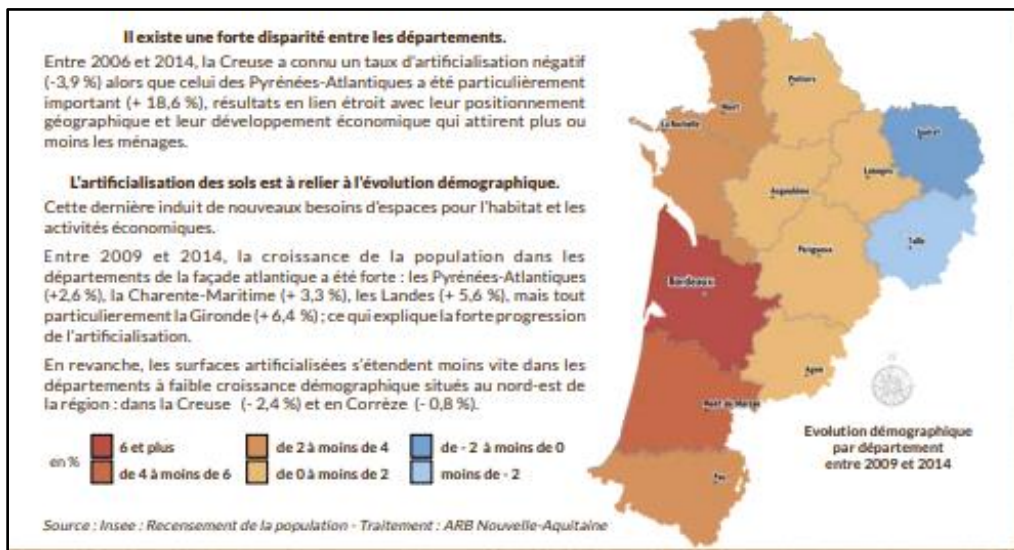 Il existe une forte disparité entre les départements.
Entre 2006 et 2014, la Creuse a connu un taux d'artificialisation négatif
(-3,9 %) alors que celui des Pyrénées-Atlantiques a été particulièrement
important (+ 18,6 %), résultats en lien étroit avec leur positionnement
géographique et leur développement économique qui attirent plus ou
moins les ménages.
L'artificialisation des sols est à relier à l'évolution démographique.
Cette dernière induit de nouveaux besoins d'espaces pour l'habitat et les
activités économiques.
Entre 2009 et 2014, la croissance de la population dans les
départements de la façade atlantique a été forte : les Pyrénées-Atlantiques
(+2,6 %), la Charente-Maritime (+ 3,3 %), les Landes (+ 5,6 %), mais tout
particulierement la Gironde (+ 6,4 %) ; ce qui explique la forte progression
de l'artificialisation.
En revanche, les surfaces artificialisées s'étendent moins vite dans les
départements à faible croissance démographique situés au nord-est de
la région : dans la Creuse (- 2,4 %) et en Corrèze (- 0,8 %).
en %
6 et plus
de 4 à moins de 6
de 2 à moins de 4
de 0 à moins de 2
de - 2 à moins de 0
moins de - 2
Source : Insee : Recensement de la population - Traitement : ARB Nouvelle-Aquitaine
Poitiers
Niort
La Rochelle
Guéret
Limoges
Angoulême
Tulle
Périgueux
Bordeaux
Agen
Mont de Marsan
Pau
Evolution démographique
par département
entre 2009 et 2014